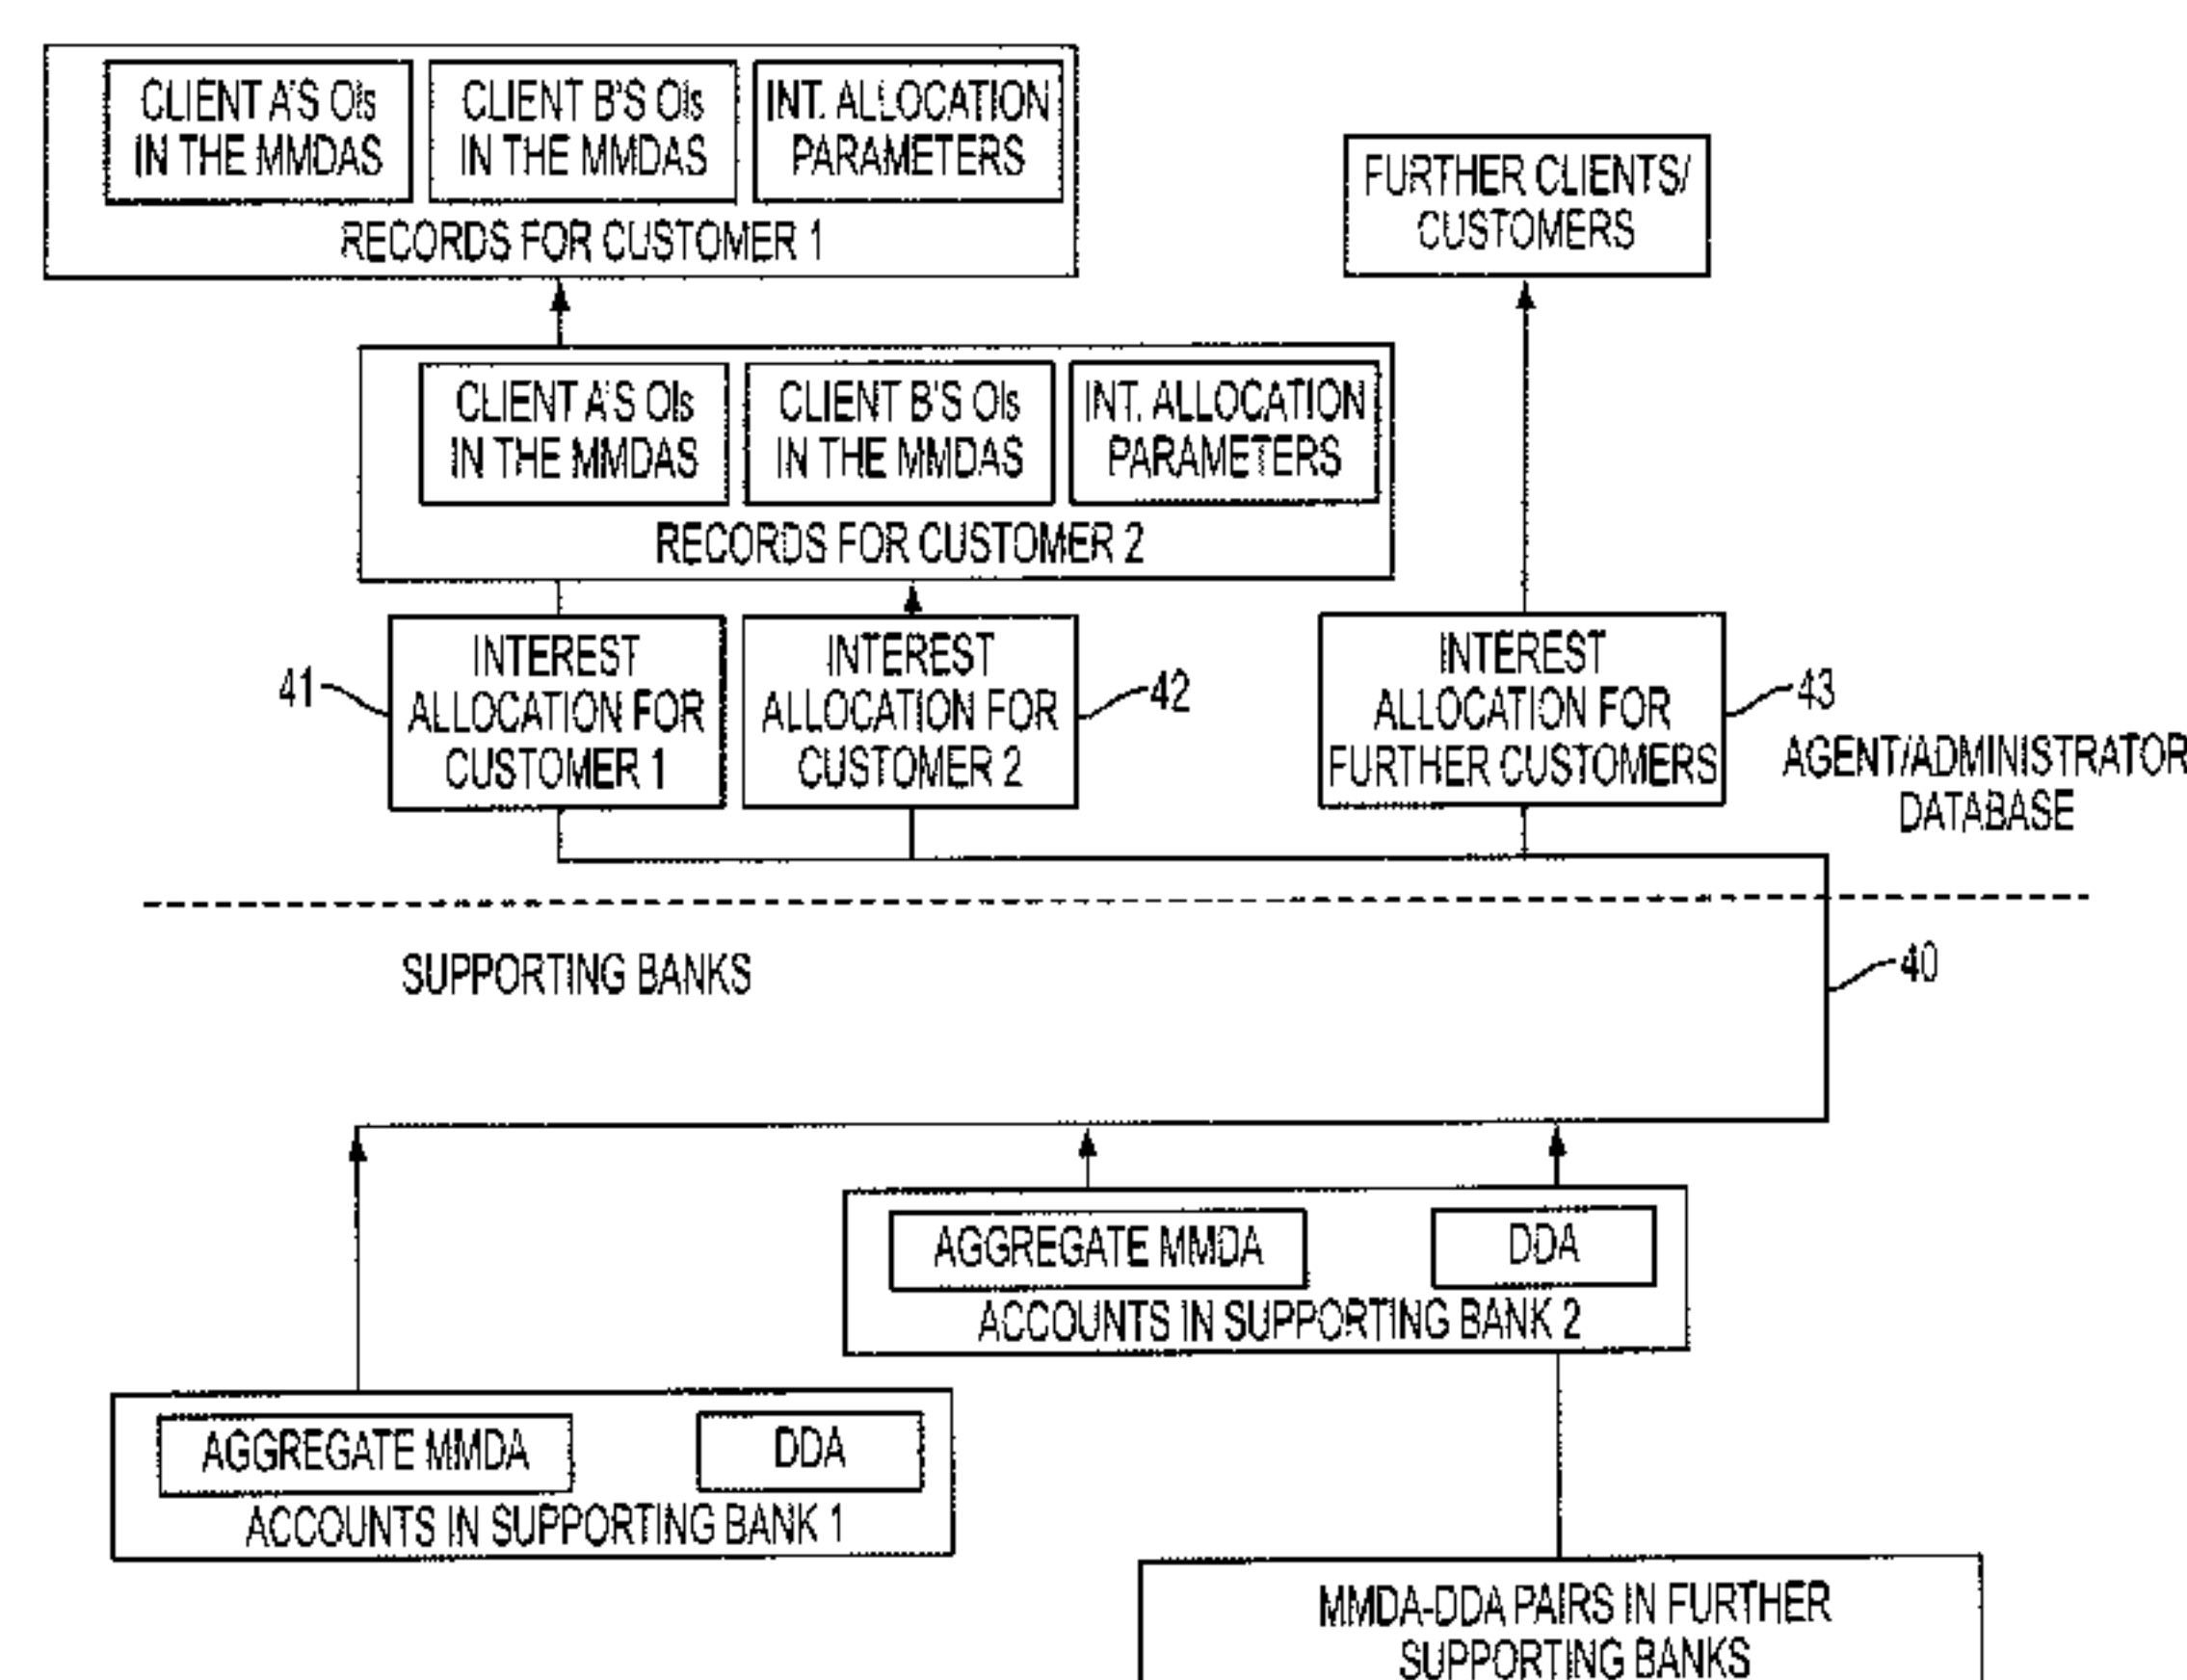 CLIENT A'S OIs
IN THE MMDAS
CLIENT B'S OIs
IN THE MMDAS
INT. ALLOCATION
PARAMETERS
RECORDS FOR CUSTOMER 1
FURTHER CLIENTS/
CUSTOMERS
CLIENT A'S OIs
IN THE MMDAS
CLIENT B'S OIs
IN THE MMDAS
INT. ALLOCATION
PARAMETERS
RECORDS FOR CUSTOMER 2
41
INTEREST
ALLOCATION FOR
CUSTOMER 1
INTEREST
ALLOCATION FOR
CUSTOMER 2
42
INTEREST
ALLOCATION FOR
FURTHER CUSTOMERS
43
AGENT/ADMINISTRATOR
DATABASE
SUPPORTING BANKS
40
AGGREGATE MMDA
DDA
ACCOUNTS IN SUPPORTING BANK 2
AGGREGATE MMDA
DDA
ACCOUNTS IN SUPPORTING BANK 1
MMDA-DDA PAIRS IN FURTHER
SUPPORTING BANKS